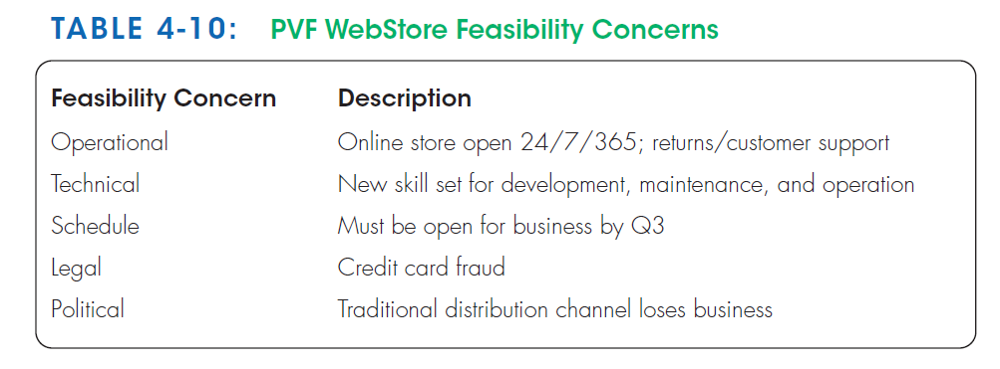 TABLE 4-10: PVF WebStore Feasibility Concerns
Feasibility Concern Description
Operational Online store open 24/7/365; returns/customer support
Technical New skill set for development, maintenance, and operation
Schedule Must be open for business by Q3
Legal Credit card fraud
Political Traditional distribution channel loses business